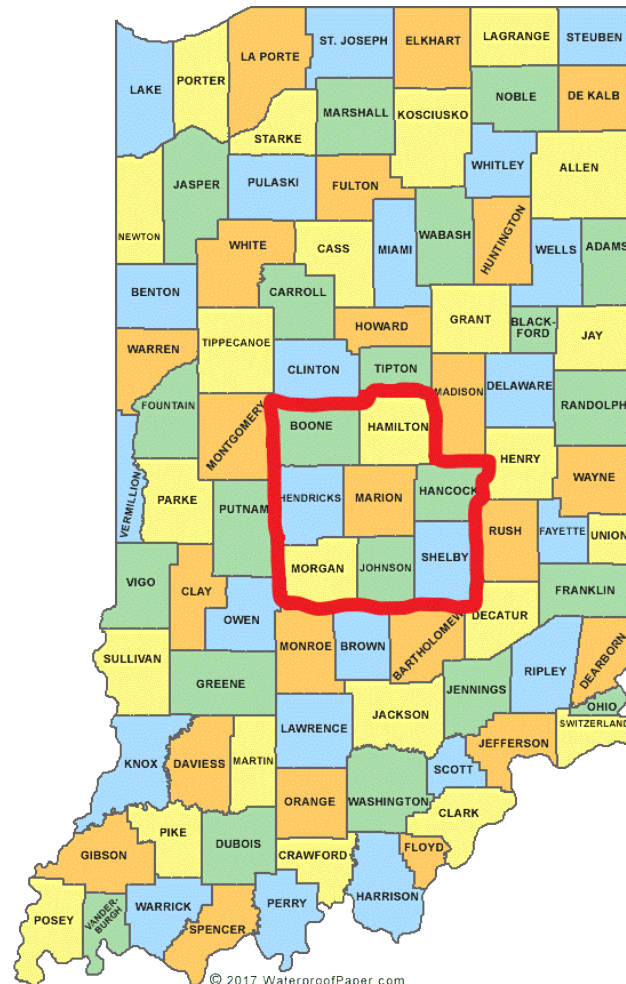 ST. JOSEPH
ELKHART
LAGRANGE
STEUBEN
LA PORTE
PORTER
LAKE
NOBLE
DE KALB
MARSHALL
KOSCIUSKO
STARKE
WHITLEY
ALLEN
JASPER
PULASKI
FULTON
WABASH
HUNTINGTON
NEWTON
WHITE
CASS
MIAMI
WELLS
ADAMS
BENTON
CARROLL
GRANT
BLACK-
FORD
HOWARD
JAY
TIPPECANOE
WARREN
CLINTON
TIPTON
MADISON
DELAWARE
FOUNTAIN
RANDOLPH
MONTGOMERY
BOONE
HAMILTON
HENRY
WAYNE
VERMILLION
PARKE
HENDRICKS
MARION
HANCOCK
PUTNAM
RUSH
FAYETTE
UNION
SHELBY
MORGAN
JOHNSON
VIGO
CLAY
FRANKLIN
OWEN
DECATUR
MONROE
BROWN
BARTHOLOMEW
SULLIVAN
RIPLEY
DEARBORN
GREENE
JENNINGS
OHIO
SWITZERLAND
JACKSON
LAWRENCE
JEFFERSON
KNOX
DAVIESS
MARTIN
SCOTT
ORANGE
WASHINGTON
CLARK
PIKE
DUBOIS
FLOYD
GIBSON
CRAWFORD
HARRISON
PERRY
WARRICK
POSEY
VANDER-
BURGH
SPENCER
© 2017 WaterproofPaper.com